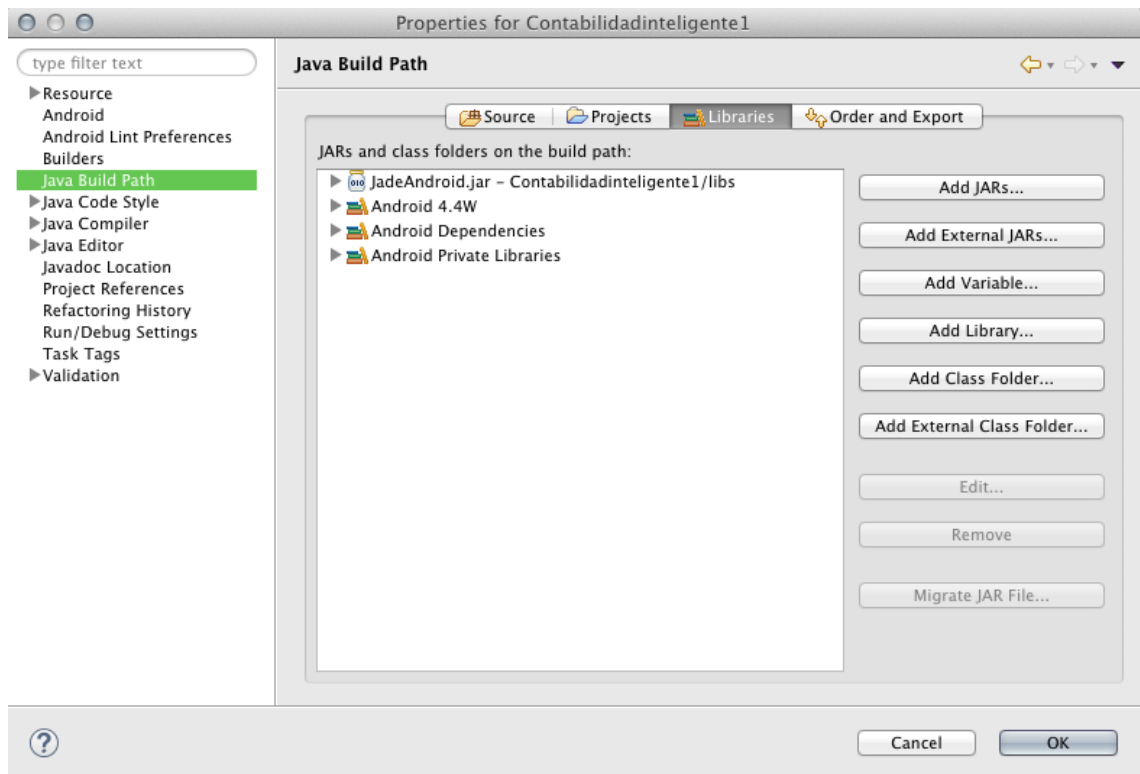 Properties for Contabilidadinteligente1
type filter text
Resource
Android
Android Lint Preferences
Builders
Java Build Path
Java Code Style
Java Compiler
Java Editor
Javadoc Location
Project References
Refactoring History
Run/Debug Settings
Task Tags
Validation
Java Build Path
Source Projects Libraries Order and Export
JARs and class folders on the build path:
JadeAndroid.jar – Contabilidadinteligente1/libs
Android 4.4W
Android Dependencies
Android Private Libraries
Add JARs...
Add External JARs...
Add Variable...
Add Library...
Add Class Folder...
Add External Class Folder...
Edit...
Remove
Migrate JAR File...
?
Cancel OK